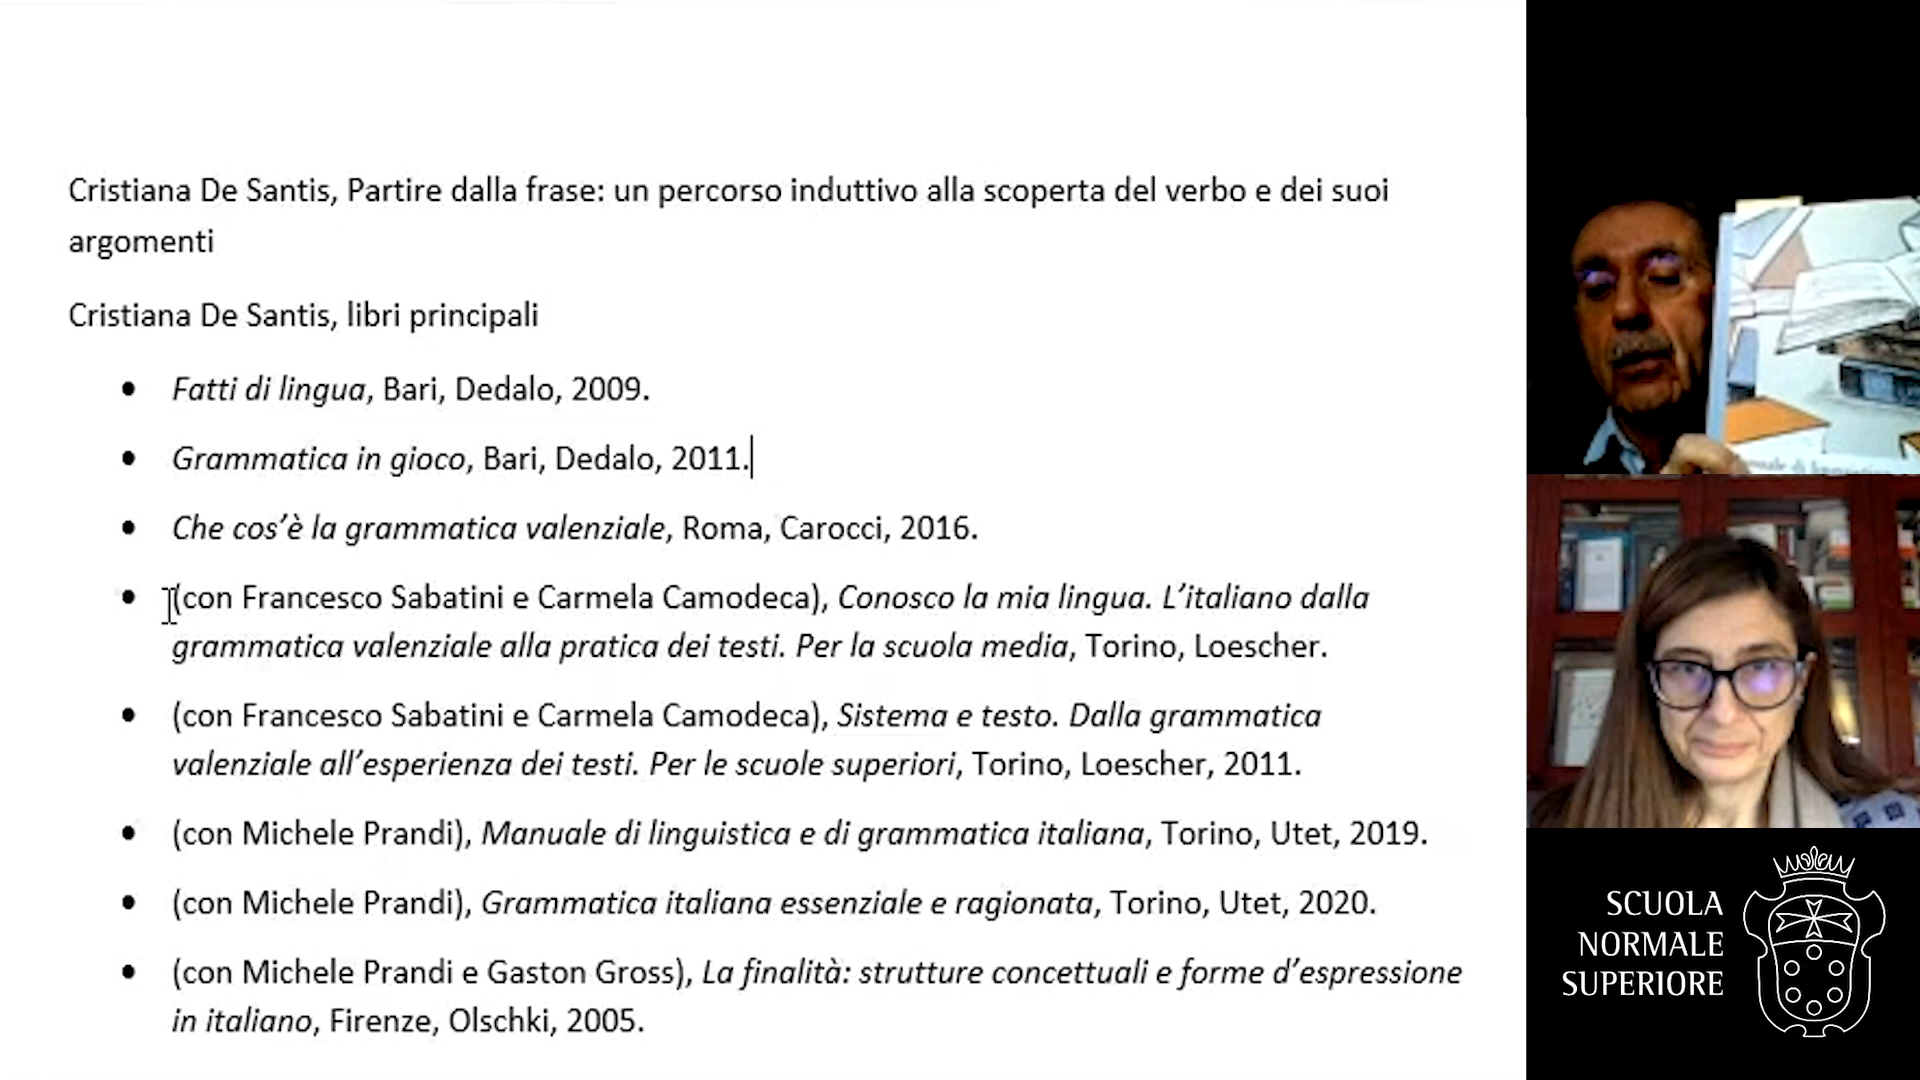 Cristiana De Santis, Partire dalla frase: un percorso induttivo alla scoperta del verbo e dei suoi
argomenti
Cristiana De Santis, libri principali
• Fatti di lingua, Bari, Dedalo, 2009.
• Grammatica in gioco, Bari, Dedalo, 2011.
• Che cos’è la grammatica valenziale, Roma, Carocci, 2016.
• (con Francesco Sabatini e Carmela Camodeca), Conosco la mia lingua. L’italiano dalla
grammatica valenziale alla pratica dei testi. Per la scuola media, Torino, Loescher.
• (con Francesco Sabatini e Carmela Camodeca), Sistema e testo. Dalla grammatica
valenziale all’esperienza dei testi. Per le scuole superiori, Torino, Loescher, 2011.
• (con Michele Prandi), Manuale di linguistica e di grammatica italiana, Torino, Utet, 2019.
• (con Michele Prandi), Grammatica italiana essenziale e ragionata, Torino, Utet, 2020.
• (con Michele Prandi e Gaston Gross), La finalità: strutture concettuali e forme d’espressione
in italiano, Firenze, Olschki, 2005.
SCUOLA
NORMALE
SUPERIORE